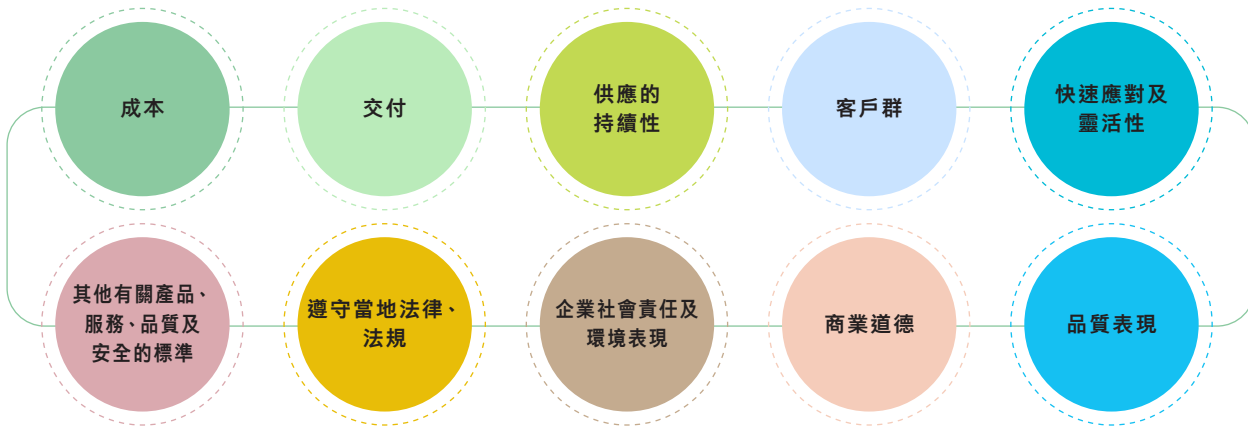 成本
交付
供應的
持續性
客戶群
快速應對及
靈活性
其他有關產品、
服務、品質及
安全的標準
遵守當地法律、
法規
企業社會責任及
環境表現
商業道德
品質表現